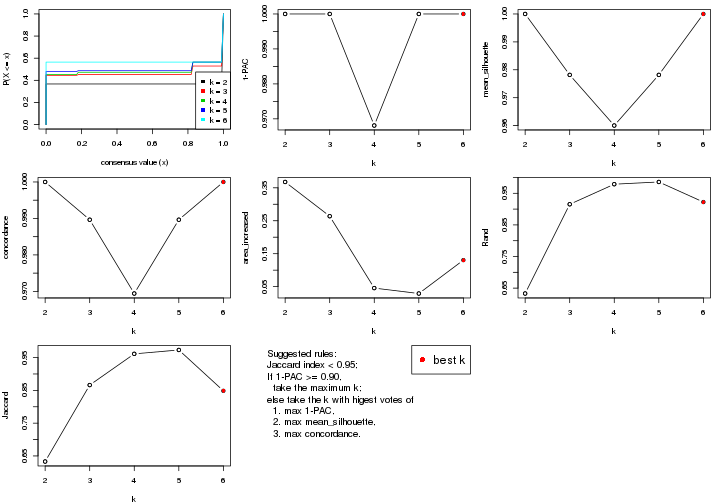 P(X <= x)
0.0 0.2 0.4 0.6 0.8 1.0
0.0 0.2 0.4 0.6 0.8 1.0
consensus value (x)
k = 2
k = 3
k = 4
k = 5
k = 6
1-PAC
0.970 0.980 0.990 1.000
2 3 4 5 6
k
mean_silhouette
0.96 0.97 0.98 0.99 1.00
2 3 4 5 6
k
concordance
0.970 0.980 0.990 1.000
2 3 4 5 6
k
area_increased
0.05 0.15 0.25 0.35
2 3 4 5 6
k
Rand
0.65 0.75 0.85 0.95
2 3 4 5 6
k
Jaccard
0.65 0.75 0.85 0.95
2 3 4 5 6
k
Suggested rules:
Jaccard index < 0.95;
If 1-PAC >= 0.90,
take the maximum k;
else take the k with higest votes of
1. max 1-PAC,
2. max mean_silhouette,
3. max concordance.
best k